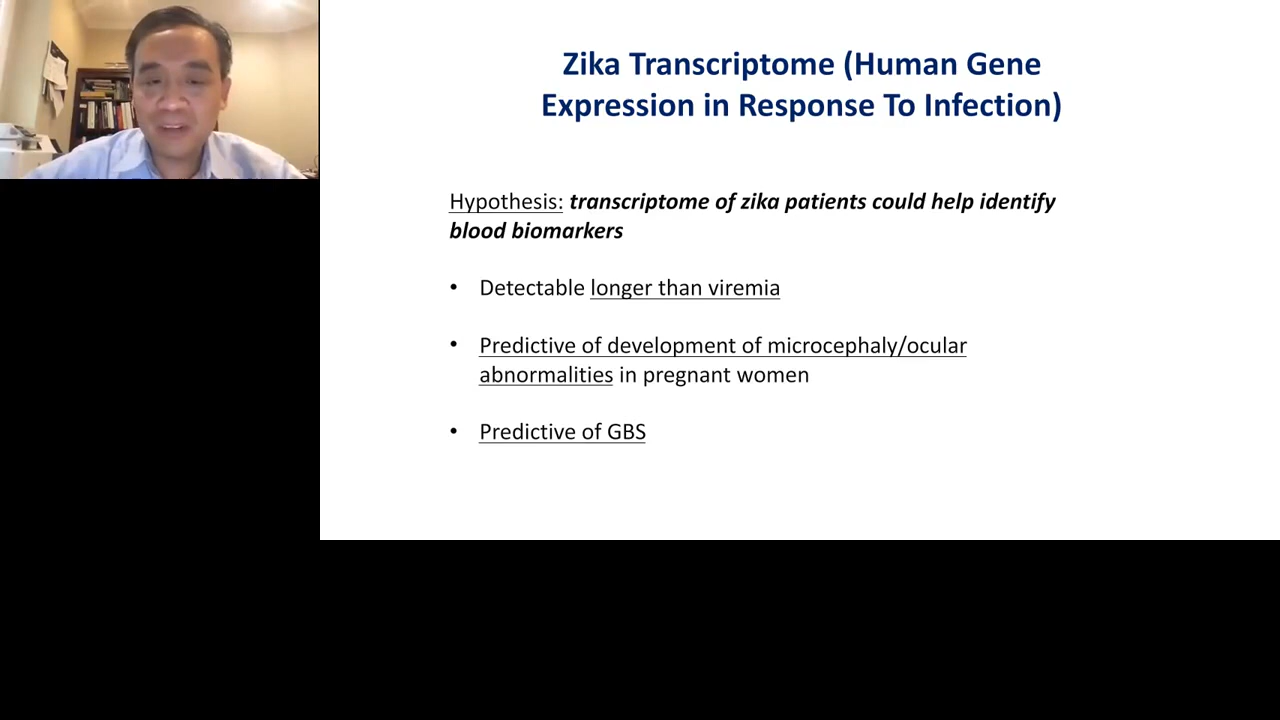 Zika Transcriptome (Human Gene
Expression in Response To Infection)
Hypothesis: transcriptome of zika patients could help identify
blood biomarkers
• Detectable longer than viremia
• Predictive of development of microcephaly/ocular
abnormalities in pregnant women
• Predictive of GBS